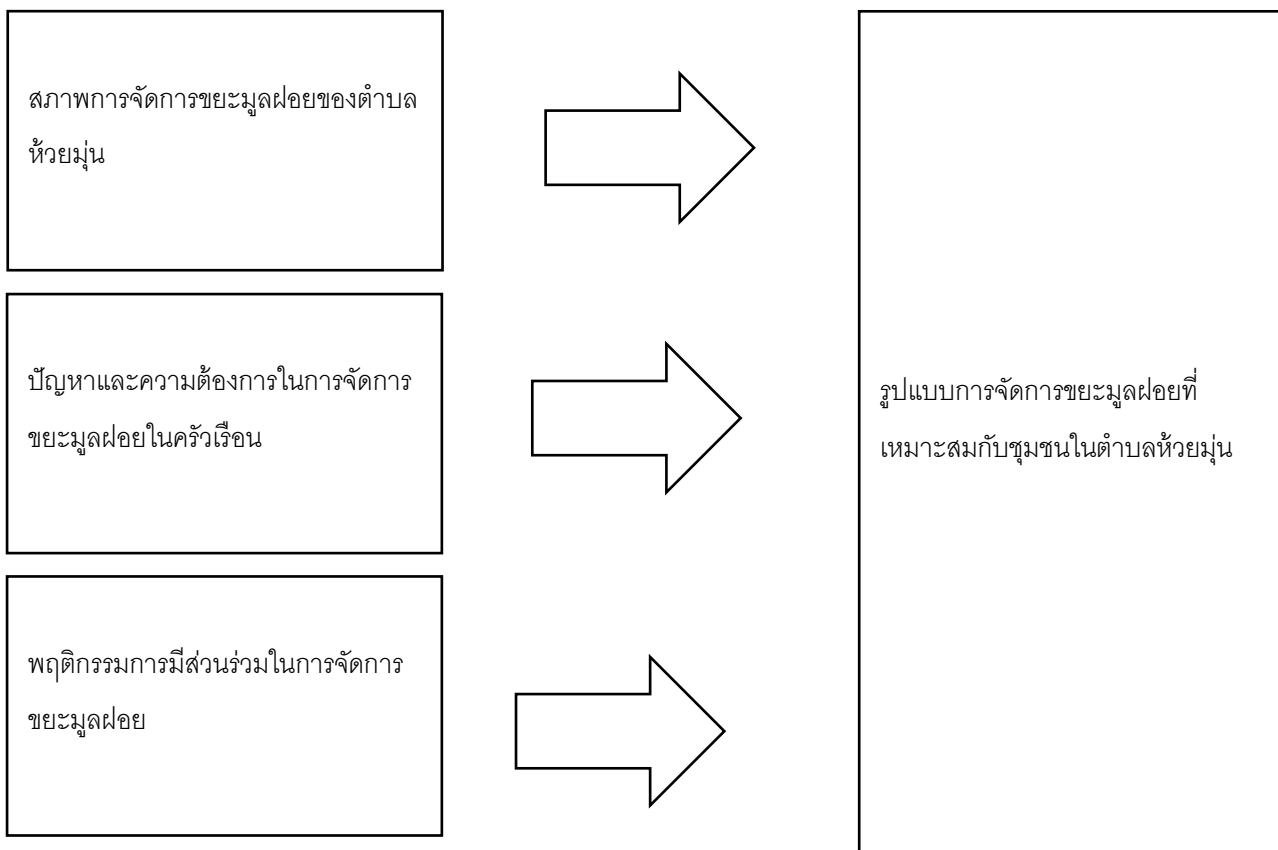 สภาพการจัดการขยะมูลฝอยของตำบล
ห้วยมุ่น
ปัญหาและความต้องการในการจัดการ
ขยะมูลฝอยในครัวเรือน
พฤติกรรมการมีส่วนร่วมในการจัดการ
ขยะมูลฝอย
รูปแบบการจัดการขยะมูลฝอยที่
เหมาะสมกับชุมชนในตำบลห้วยมุ่น